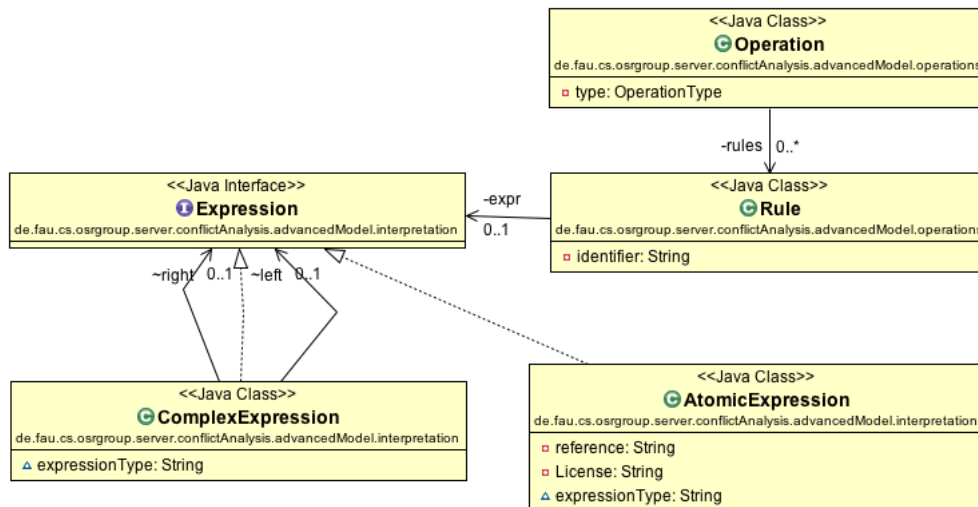 <<Java Class>>
Operation
de.fau.cs.osrgroup.server.conflictAnalysis.advancedModel.operations
type: OperationType
-rules 0..*
<<Java Interface>>
Expression
de.fau.cs.osrgroup.server.conflictAnalysis.advancedModel.interpretation
-expr
0..1
<<Java Class>>
Rule
de.fau.cs.osrgroup.server.conflictAnalysis.advancedModel.operations
identifier: String
~right 0..1 ~left 0..1
<<Java Class>>
ComplexExpression
de.fau.cs.osrgroup.server.conflictAnalysis.advancedModel.interpretation
expressionType: String
<<Java Class>>
AtomicExpression
de.fau.cs.osrgroup.server.conflictAnalysis.advancedModel.interpretation
reference: String
License: String
expressionType: String